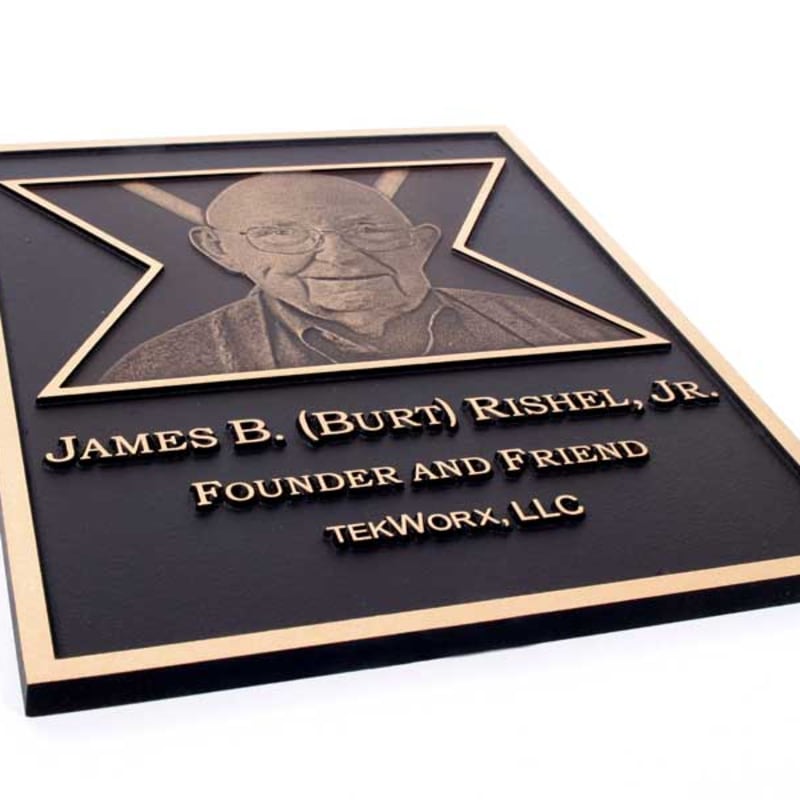 James B. (Burt) Rishel, Jr.
Founder and Friend
tekWorx, LLC